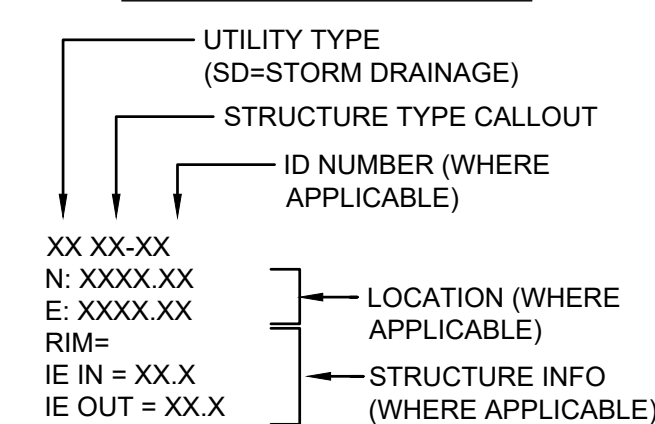 UTILITY TYPE
(SD=STORM DRAINAGE)
STRUCTURE TYPE CALLOUT
ID NUMBER (WHERE
APPLICABLE)
XX XX-XX
N: XXXX.XX
E: XXXX.XX
LOCATION (WHERE
APPLICABLE)
RIM=
IE IN = XX.X
IE OUT = XX.X
STRUCTURE INFO
(WHERE APPLICABLE)